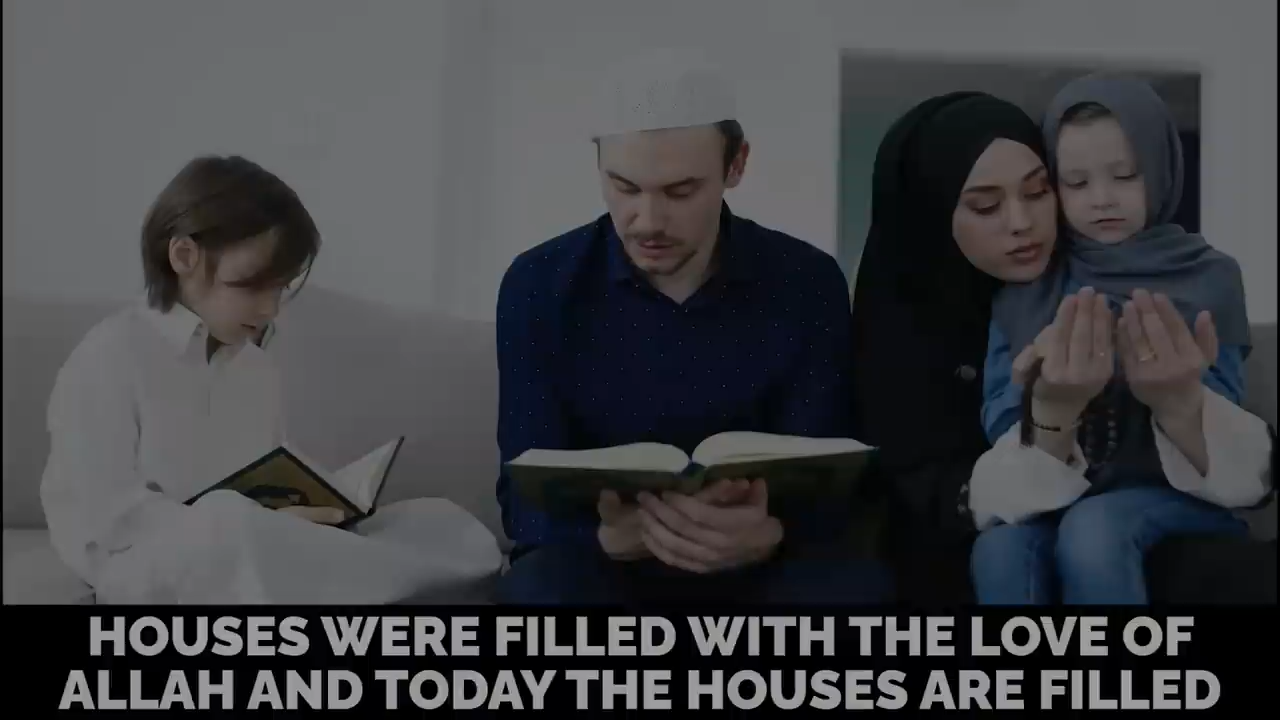 HOUSES WERE FILLED WITH THE LOVE OF
ALLAH AND TODAY THE HOUSES ARE FILLED